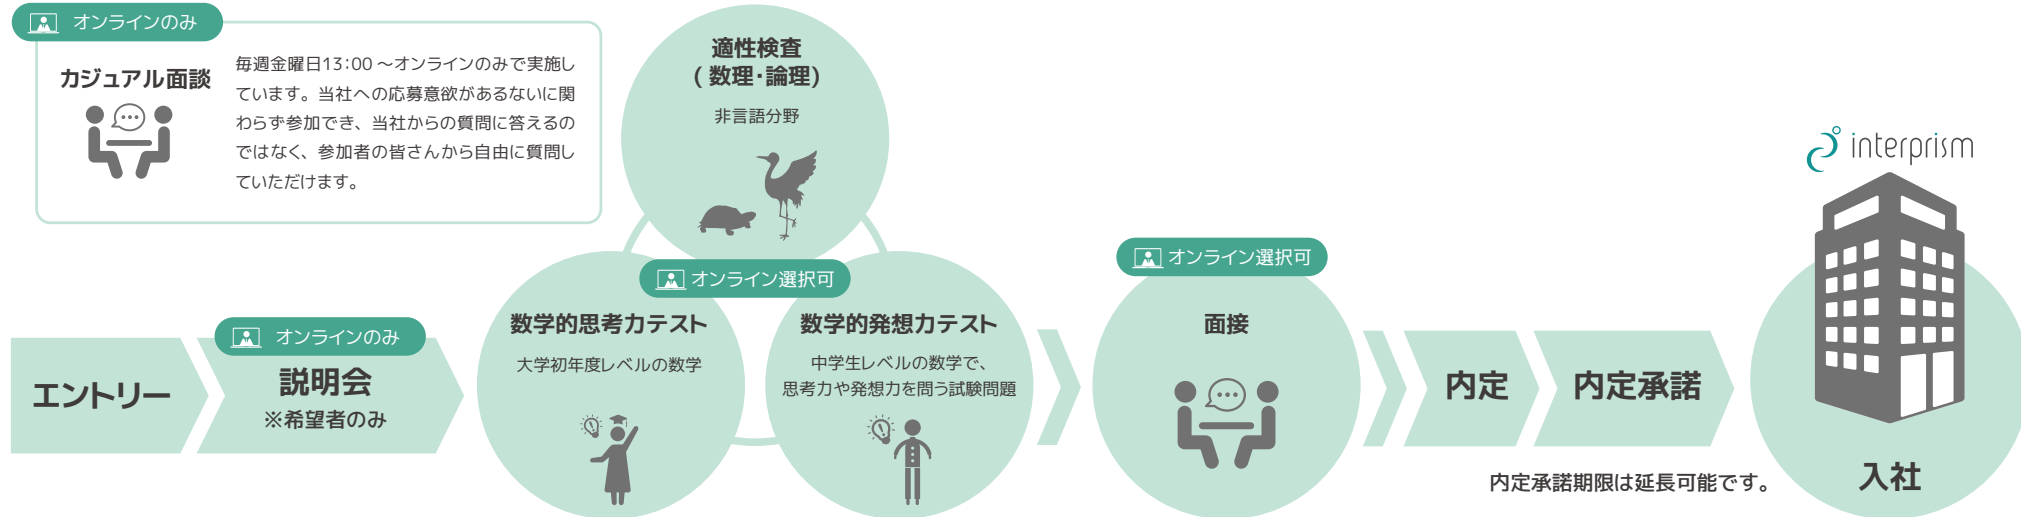 オンラインのみ
カジュアル面談
毎週金曜日13:00 ～オンラインのみで実施し
ています。当社への応募意欲があるないに関
わらず参加でき、当社からの質問に答えるの
ではなく、参加者の皆さんから自由に質問し
ていただけます。
エントリー
オンラインのみ
説明会
※希望者のみ
適性検査
( 数理・論理)
非言語分野
オンライン選択可
数学的思考力テスト
大学初年度レベルの数学
数学的発想力テスト
中学生レベルの数学で、
思考力や発想力を問う試験問題
オンライン選択可
面接
内定
内定承諾
内定承諾期限は延長可能です。
interprism
入社